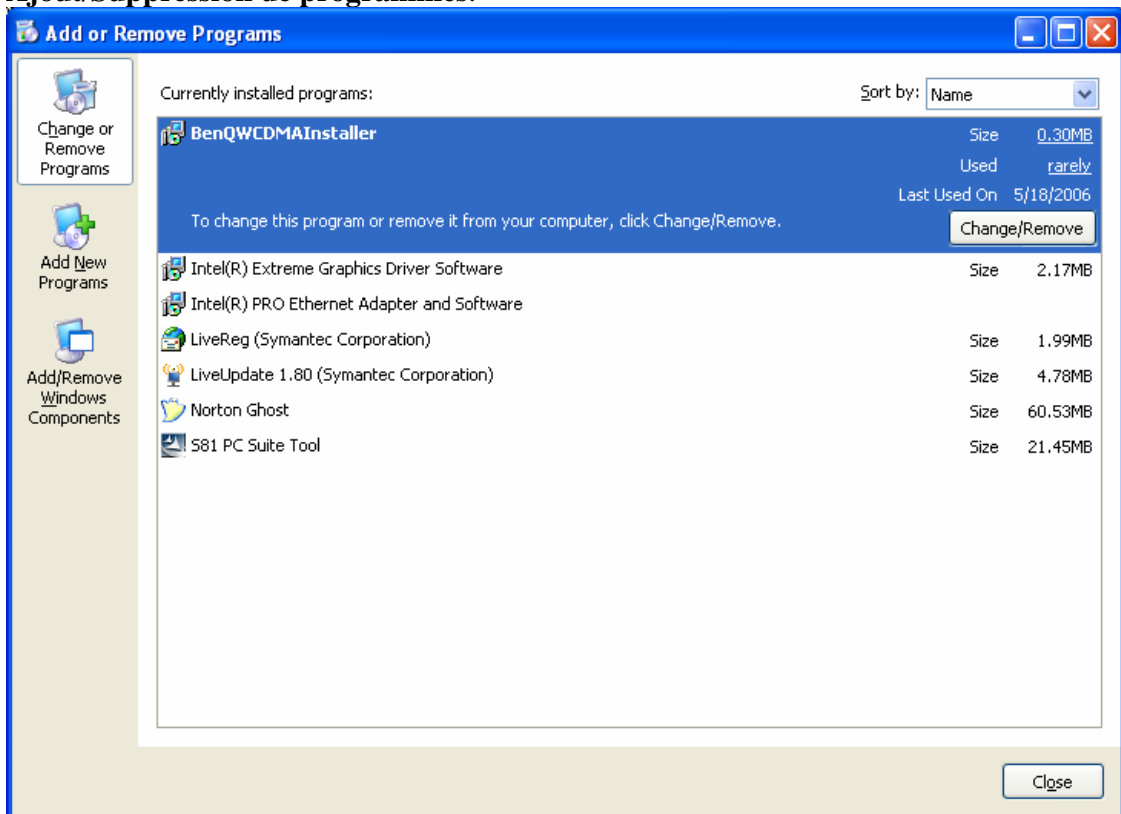 Ajout/Suppression de programmes.
Add or Remove Programs
Change or
Remove
Programs
Add New
Programs
Add/Remove
Windows
Components
Currently installed programs:
Sort by: Name
BenQWCDMAInstaller Size 0.30MB
Used rarely
Last Used On 5/18/2006
To change this program or remove it from your computer, click Change/Remove. Change/Remove
Intel(R) Extreme Graphics Driver Software Size 2.17MB
Intel(R) PRO Ethernet Adapter and Software
LiveReg (Symantec Corporation) Size 1.99MB
LiveUpdate 1.80 (Symantec Corporation) Size 4.78MB
Norton Ghost Size 60.53MB
S81 PC Suite Tool Size 21.45MB
Close